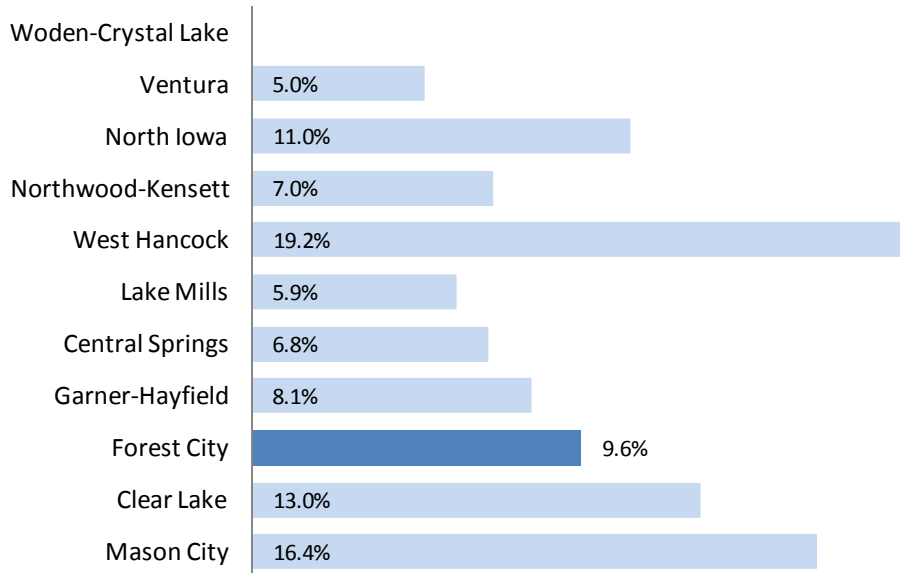 Woden-Crystal Lake
Ventura 5.0%
North Iowa 11.0%
Northwood-Kensett 7.0%
West Hancock 19.2%
Lake Mills 5.9%
Central Springs 6.8%
Garner-Hayfield 8.1%
Forest City 9.6%
Clear Lake 13.0%
Mason City 16.4%